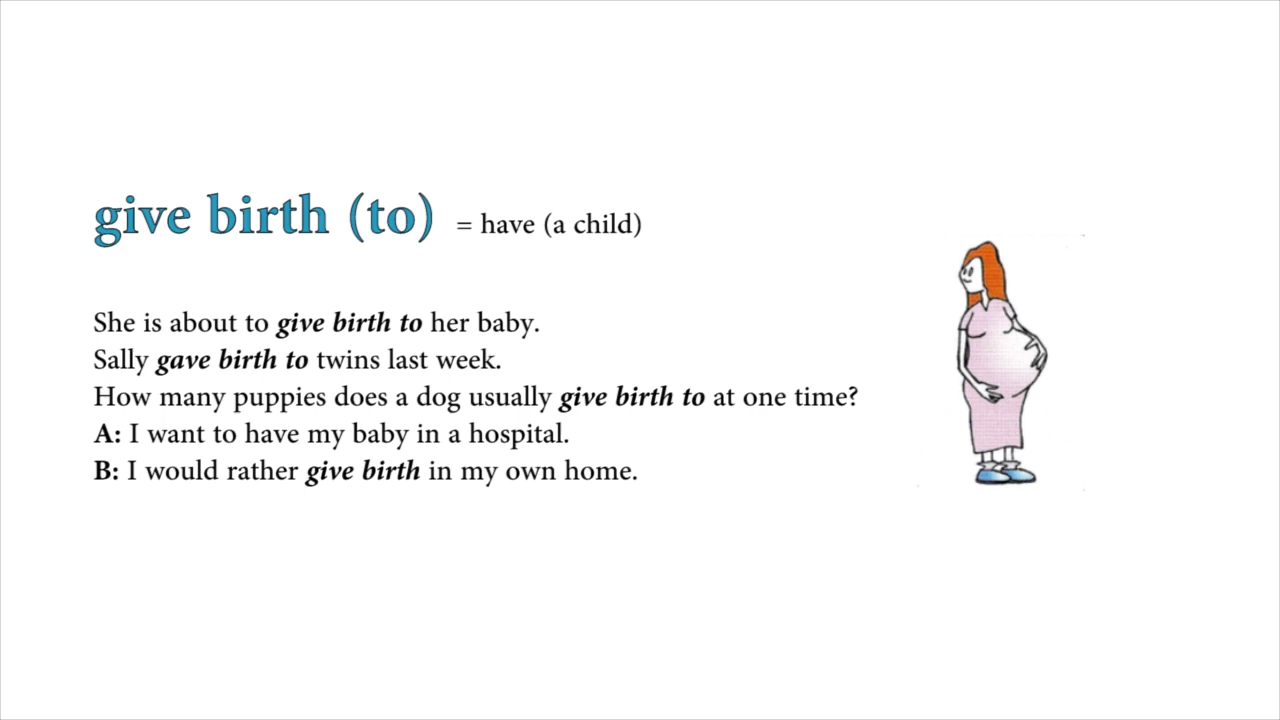 give birth (to) = have (a child)
She is about to give birth to her baby.
Sally gave birth to twins last week.
How many puppies does a dog usually give birth to at one time?
A: I want to have my baby in a hospital.
B: I would rather give birth in my own home.